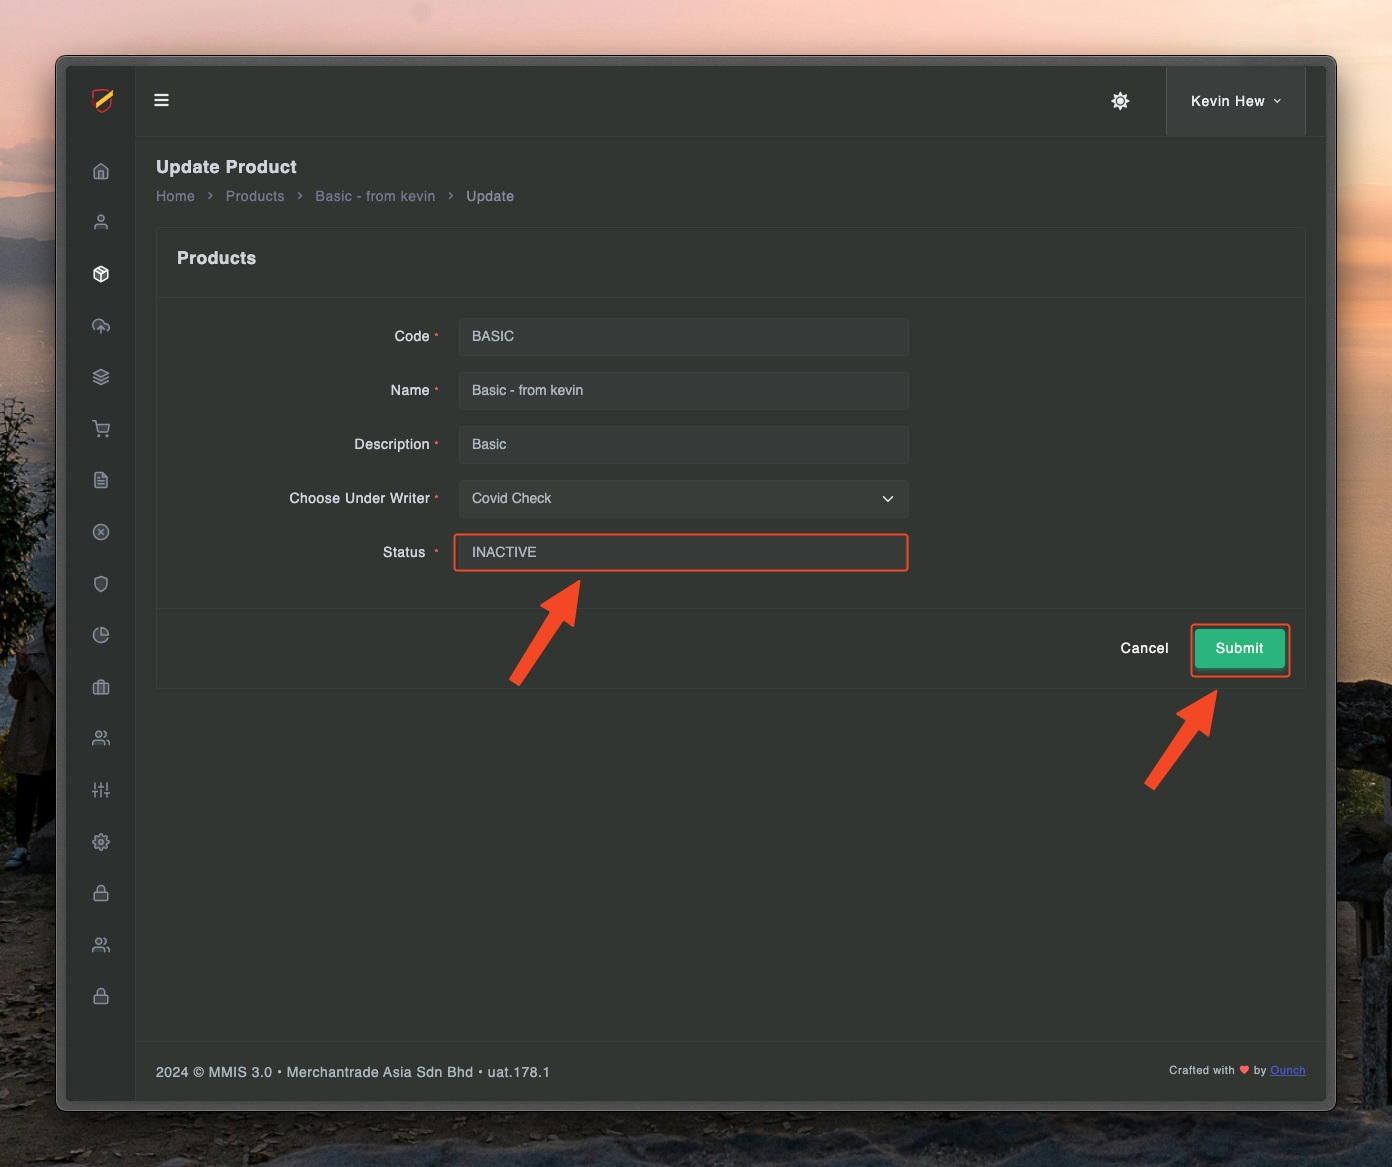 Kevin Hew
Update Product
Home > Products > Basic - from kevin > Update
Products
Code *
BASIC
Name *
Basic - from kevin
Description *
Basic
Choose Under Writer *
Covid Check
Status *
INACTIVE
Cancel
Submit
2024 © MMIS 3.0 • Merchantrade Asia Sdn Bhd • uat.178.1
Crafted with ♥ by Ounch